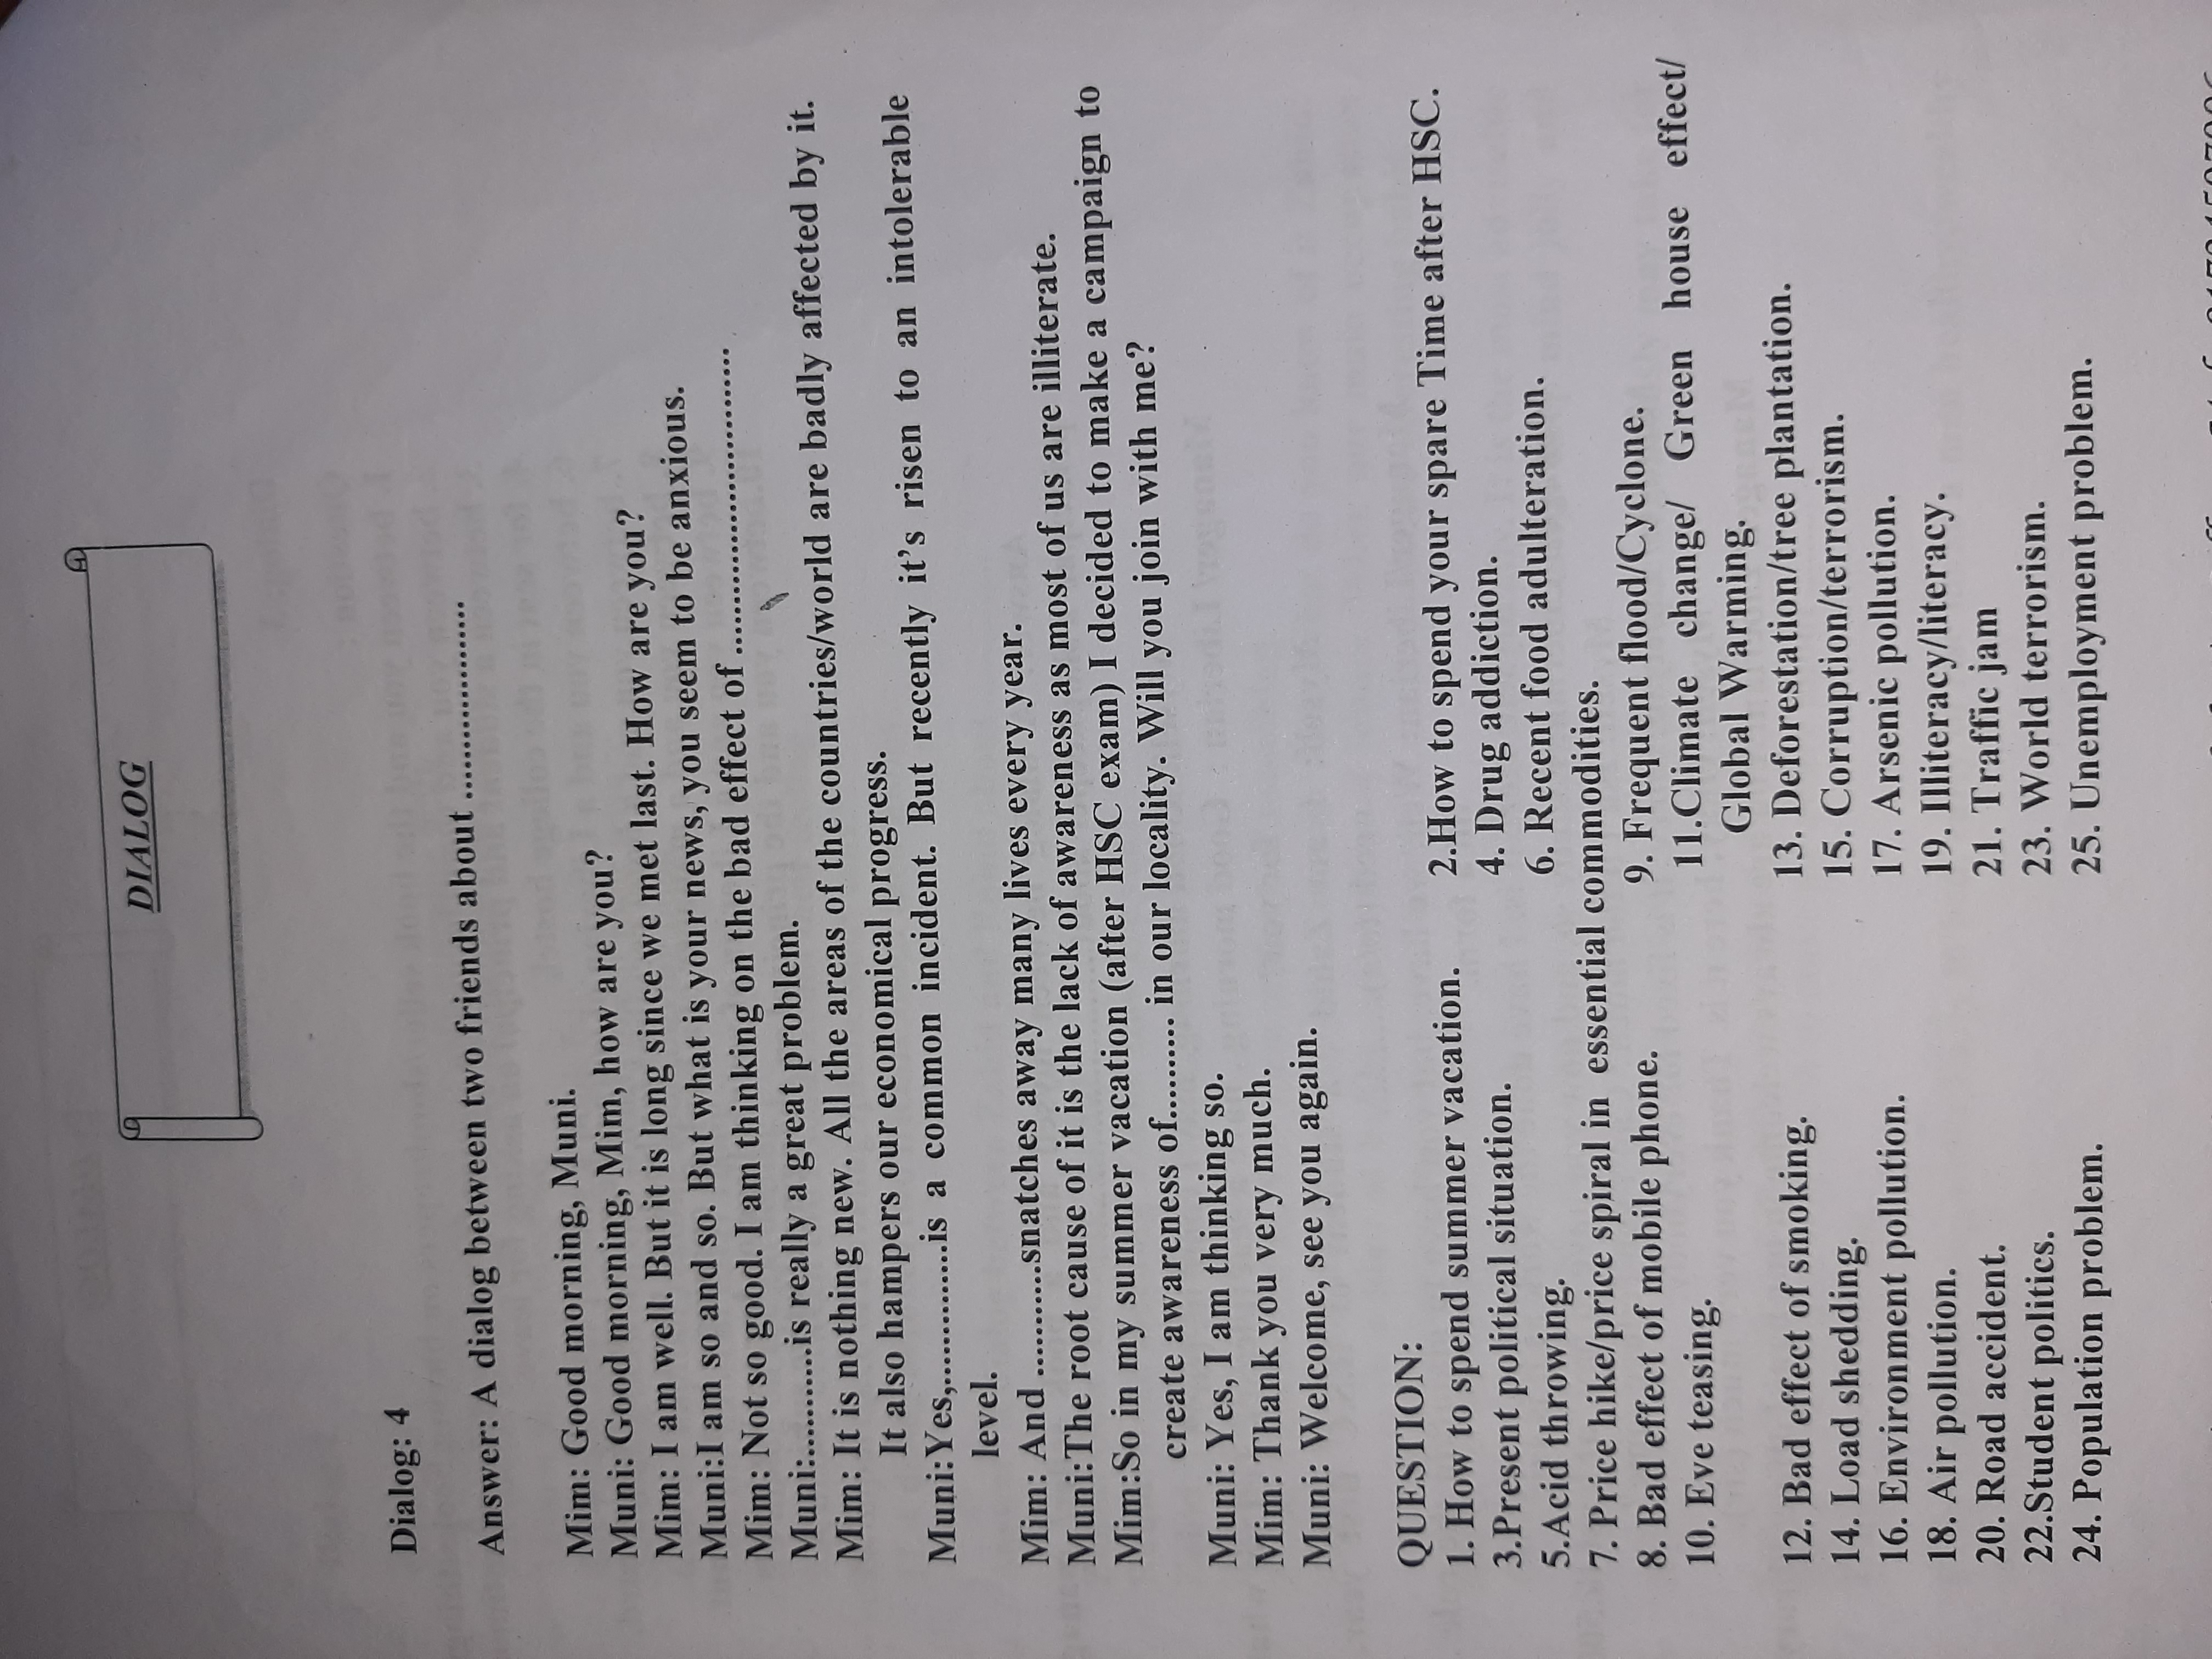 DIALOG
Dialog: 4
Answer: A dialog between two friends about ....................
Mim: Good morning, Muni.
Muni: Good morning, Mim, how are you?
Mim: I am well. But it is long since we met last. How are you?
Muni:I am so and so. But what is your news, you seem to be anxious.
Mim: Not so good. I am thinking on the bad effect of ..............................
Muni:...........is really a great problem.
Mim: It is nothing new. All the areas of the countries/world are badly affected by it.
It also hampers our economical progress.
Muni:Yes,..............is a common incident. But recently it's risen to an intolerable
level.
Mim: And ...........snatches away many lives every year.
Muni:The root cause of it is the lack of awareness as most of us are illiterate.
Mim:So in my summer vacation (after HSC exam) I decided to make a campaign to
create awareness of.......... in our locality. Will you join with me?
Muni: Yes, I am thinking so.
Mim: Thank you very much.
Muni: Welcome, see you again.
QUESTION:
1. How to spend summer vacation. 2.How to spend your spare Time after HSC.
3.Present political situation. 4. Drug addiction.
5.Acid throwing. 6. Recent food adulteration.
7. Price hike/price spiral in essential commodities.
8. Bad effect of mobile phone. 9. Frequent flood/Cyclone.
10. Eve teasing. 11.Climate change/ Green house effect/
Global Warming.
12. Bad effect of smoking. 13. Deforestation/tree plantation.
14. Load shedding. 15. Corruption/terrorism.
16. Environment pollution. 17. Arsenic pollution.
18. Air pollution. 19. Illiteracy/literacy.
20. Road accident. 21. Traffic jam
22.Student politics. 23. World terrorism.
24. Population problem. 25. Unemployment problem.